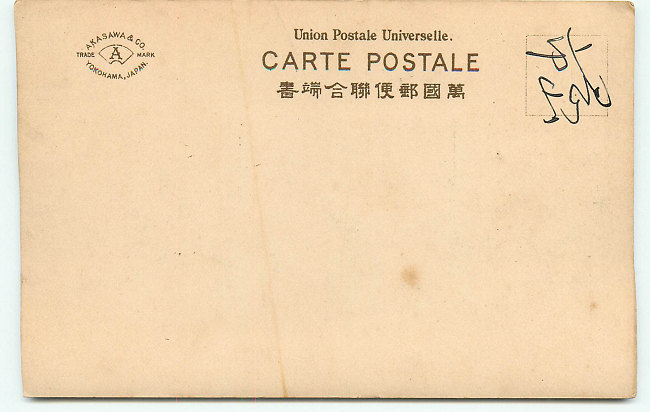 AKASAWA & CO.
TRADE A MARK
YOKOHAMA, JAPAN.
Union Postale Universelle.
CARTE POSTALE
萬國郵便聯合端書